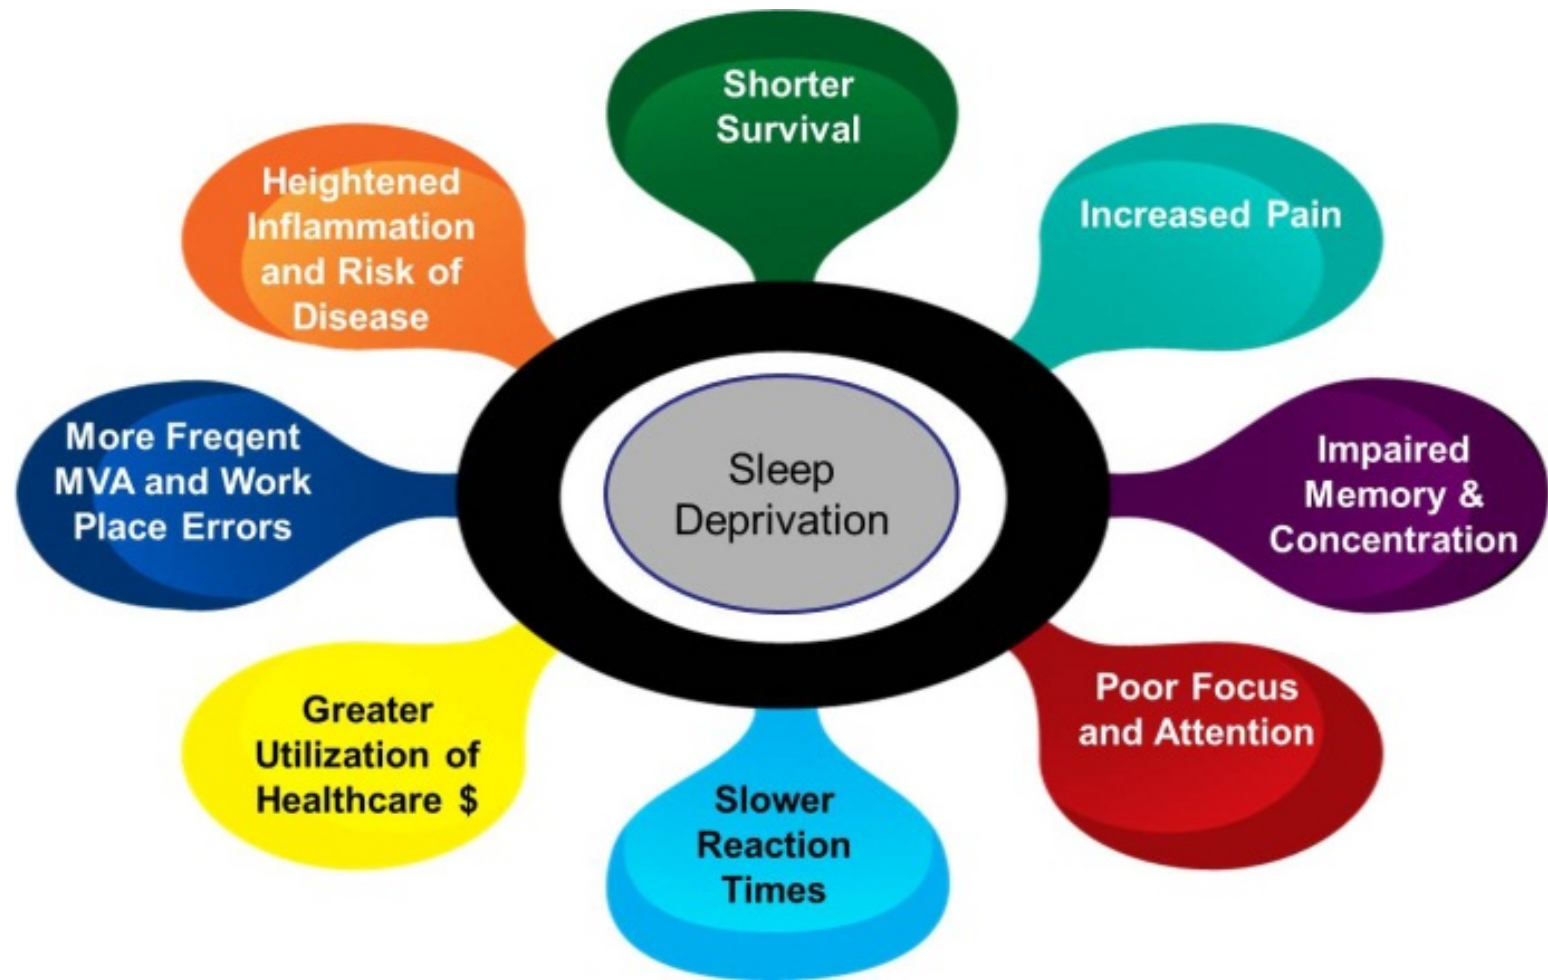 Shorter
Survival
Increased Pain
Impaired
Memory &
Concentration
Poor Focus
and Attention
Slower
Reaction
Times
Greater
Utilization of
Healthcare $
More Freqent
MVA and Work
Place Errors
Heightened
Inflammation
and Risk of
Disease
Sleep
Deprivation